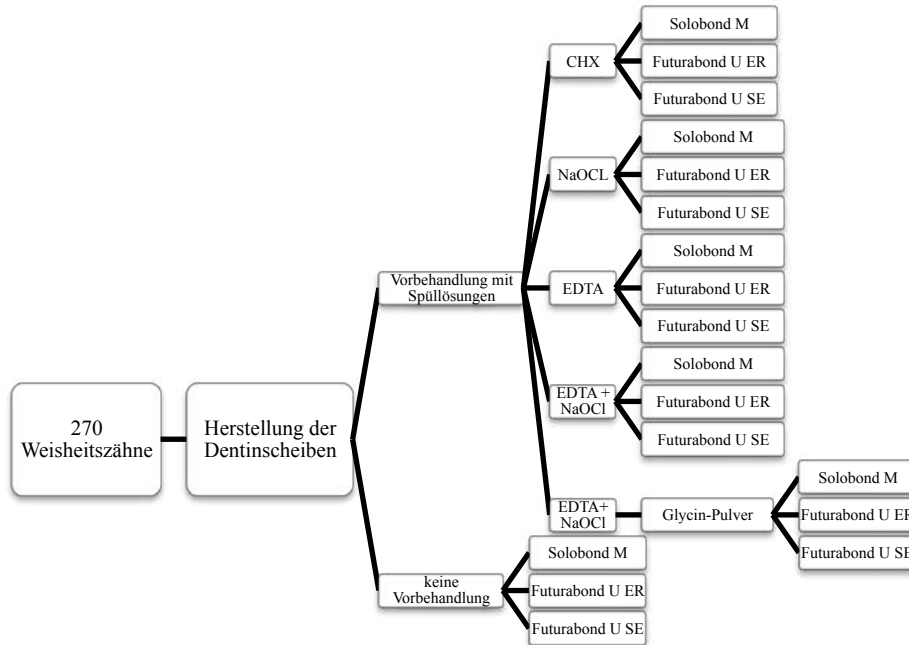 270
Weisheitszähne
Herstellung der
Dentinscheiben
Vorbehandlung mit
Spüllösungen
CHX
Solobond M
Futurabond U ER
Futurabond U SE
NaOCL
Solobond M
Futurabond U ER
Futurabond U SE
EDTA
Solobond M
Futurabond U ER
Futurabond U SE
EDTA +
NaOCl
Solobond M
Futurabond U ER
Futurabond U SE
EDTA+
NaOCl
Glycin-Pulver
Solobond M
Futurabond U ER
Futurabond U SE
keine
Vorbehandlung
Solobond M
Futurabond U ER
Futurabond U SE